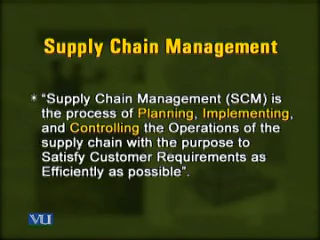 Supply Chain Management
* “Supply Chain Management (SCM) is
the process of Planning, Implementing,
and Controlling the Operations of the
supply chain with the purpose to
Satisfy Customer Requirements as
Efficiently as possible”.
VU